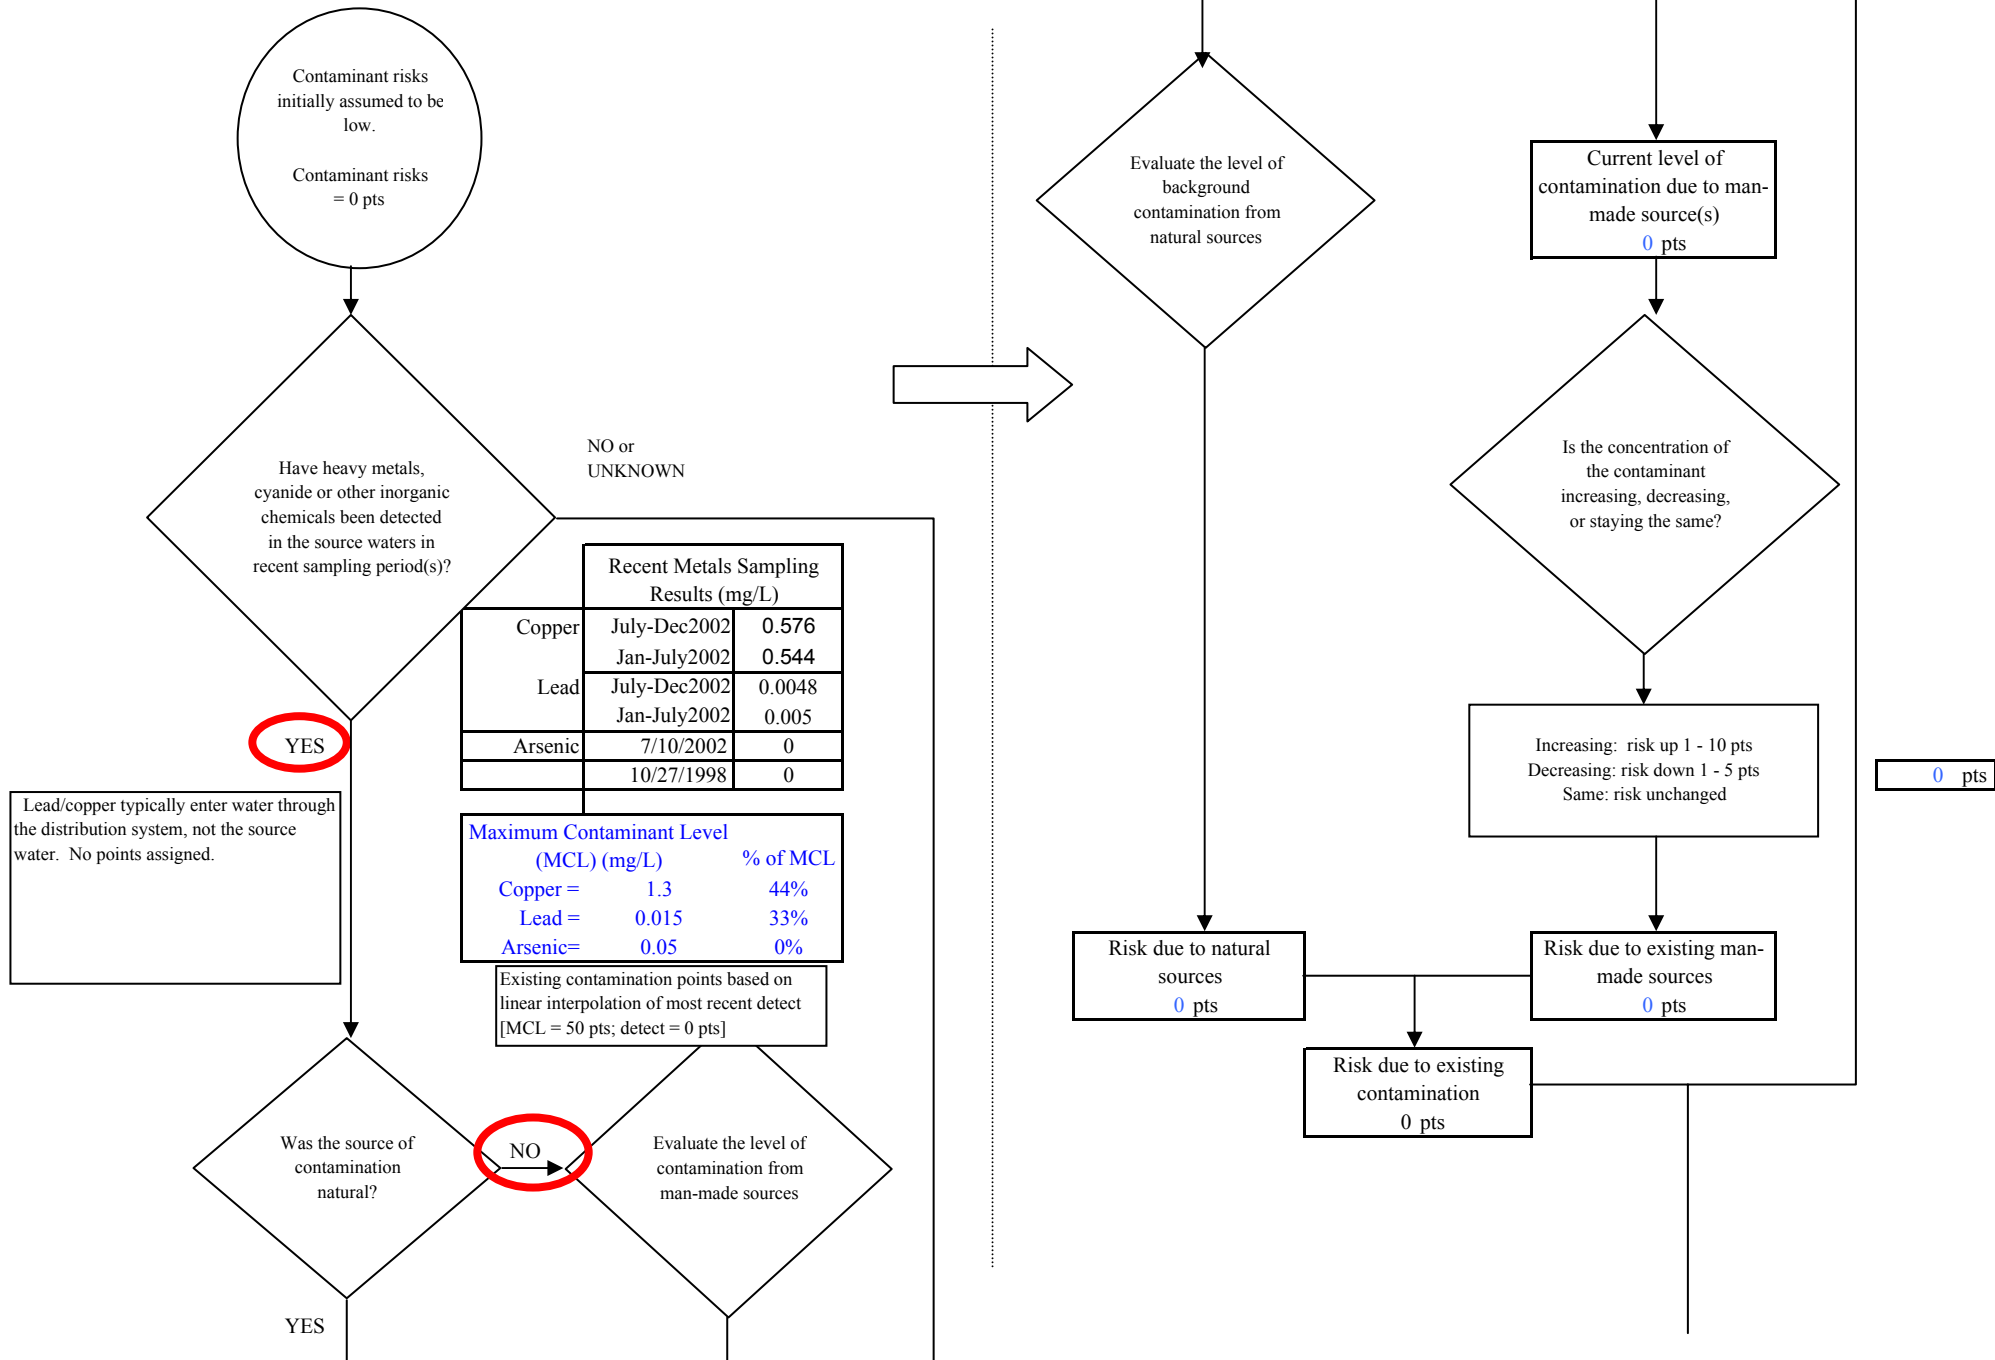 Contaminant risks
initially assumed to be
low.
Contaminant risks
= 0 pts
Have heavy metals,
cyanide or other inorganic
chemicals been detected
in the source waters in
recent sampling period(s)?
NO or
UNKNOWN
YES
Recent Metals Sampling
Results (mg/L)
Copper July-Dec2002 0.576
Jan-July2002 0.544
Lead July-Dec2002 0.0048
Jan-July2002 0.005
Arsenic 7/10/2002 0
10/27/1998 0
Lead/copper typically enter water through
the distribution system, not the source
water.  No points assigned.
Maximum Contaminant Level
(MCL) (mg/L) % of MCL
Copper = 1.3 44%
Lead = 0.015 33%
Arsenic= 0.05 0%
Existing contamination points based on
linear interpolation of most recent detect
[MCL = 50 pts; detect = 0 pts]
Was the source of
contamination
natural?
NO
Evaluate the level of
contamination from
man-made sources
YES
Evaluate the level of
background
contamination from
natural sources
Current level of
contamination due to man-
made source(s)
0 pts
Is the concentration of
the contaminant
increasing, decreasing,
or staying the same?
Increasing:  risk up 1 - 10 pts
Decreasing: risk down 1 - 5 pts
Same: risk unchanged
0 pts
Risk due to natural
sources
0 pts
Risk due to existing man-
made sources
0 pts
Risk due to existing
contamination
0 pts